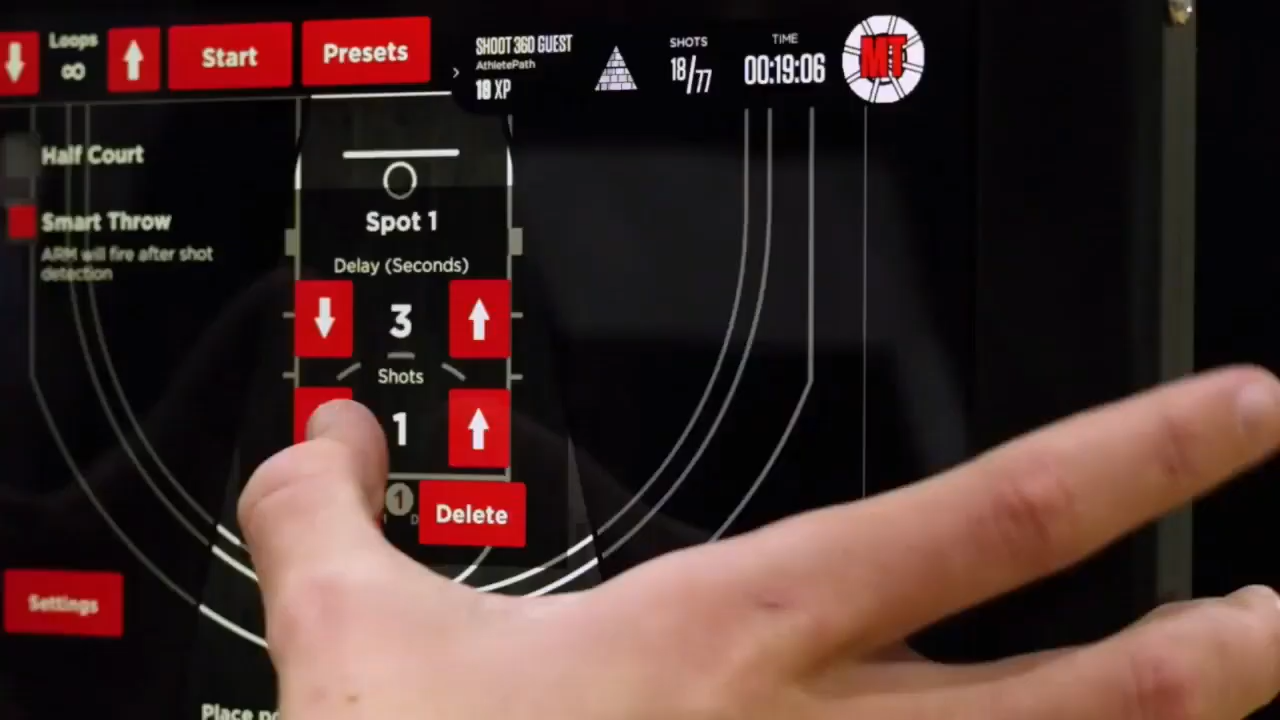 Loops
∞
Start
Presets
SHOOT 360 GUEST
AthletePath
18 XP
SHOTS
18/77
TIME
00:19:06
MT
Half Court
Smart Throw
ARM will fire after shot
detection
Spot 1
Delay (Seconds)
3
Shots
1
1
Delete
Settings
Place